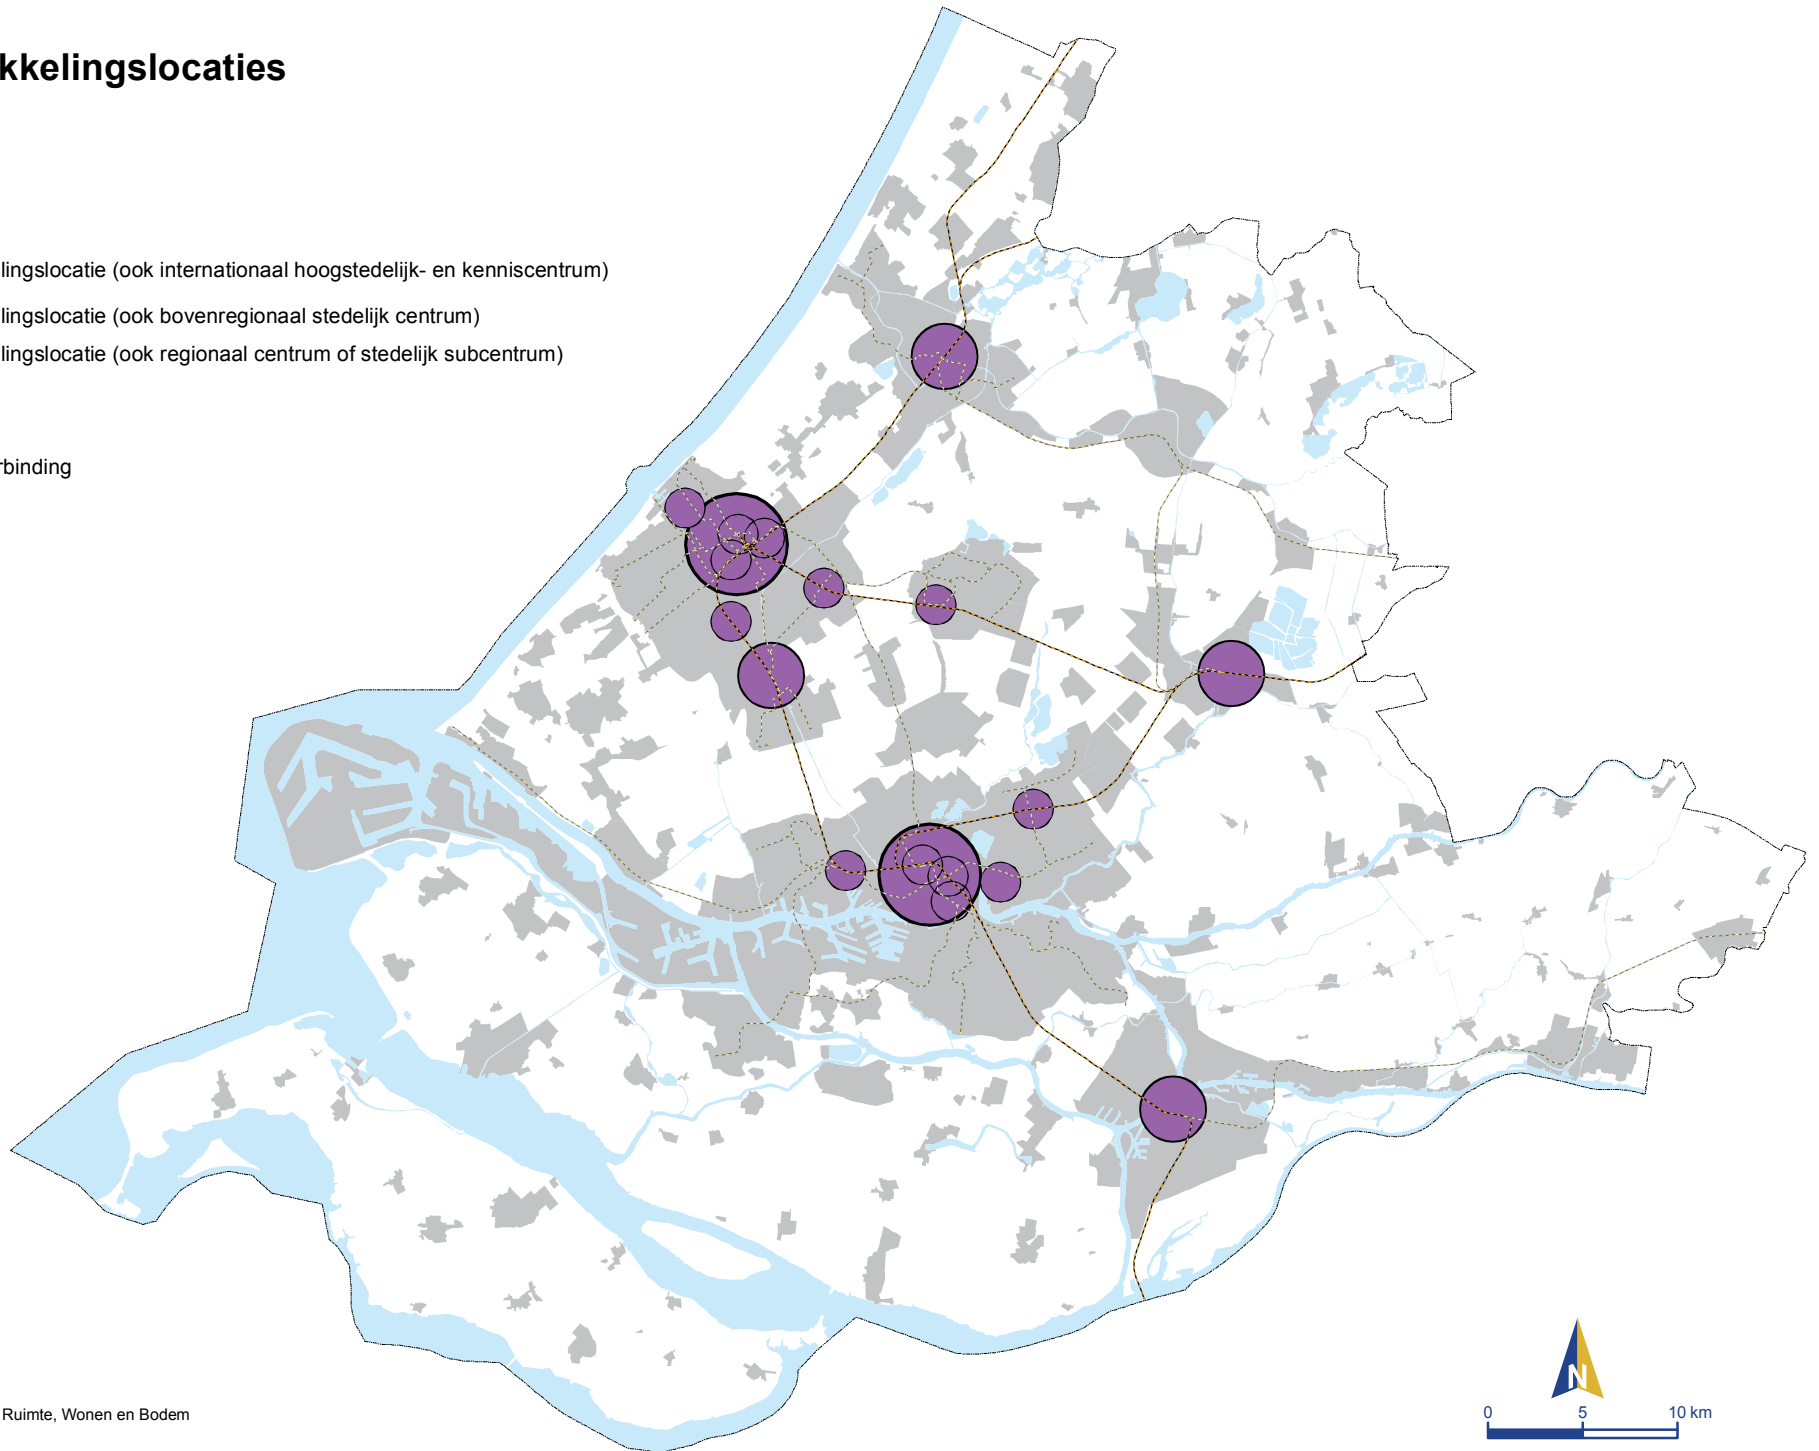 kkelingslocaties
lingslocatie (ook internationaal hoogstedelijk- en kenniscentrum)
lingslocatie (ook bovenregionaal stedelijk centrum)
lingslocatie (ook regionaal centrum of stedelijk subcentrum)
rbinding
N
0 5 10 km
Ruimte, Wonen en Bodem